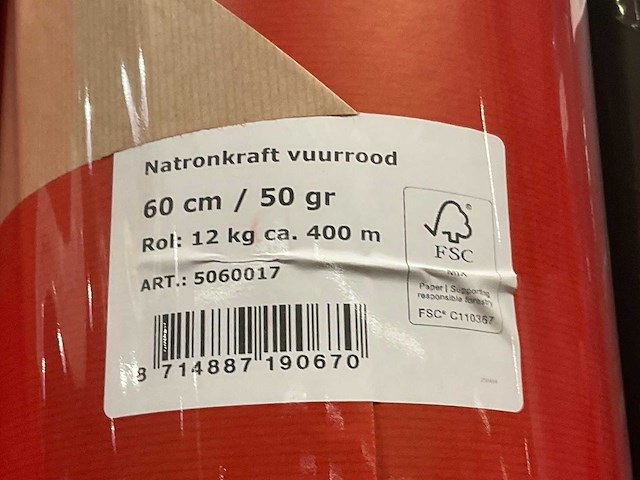 Natronkraft vuurrood
60 cm / 50 gr
Rol: 12 kg ca. 400 m
ART.: 5060017
8 714887 190670
®
FSC
MIX
Paper | Supporting
responsible forestry
FSC® C110367